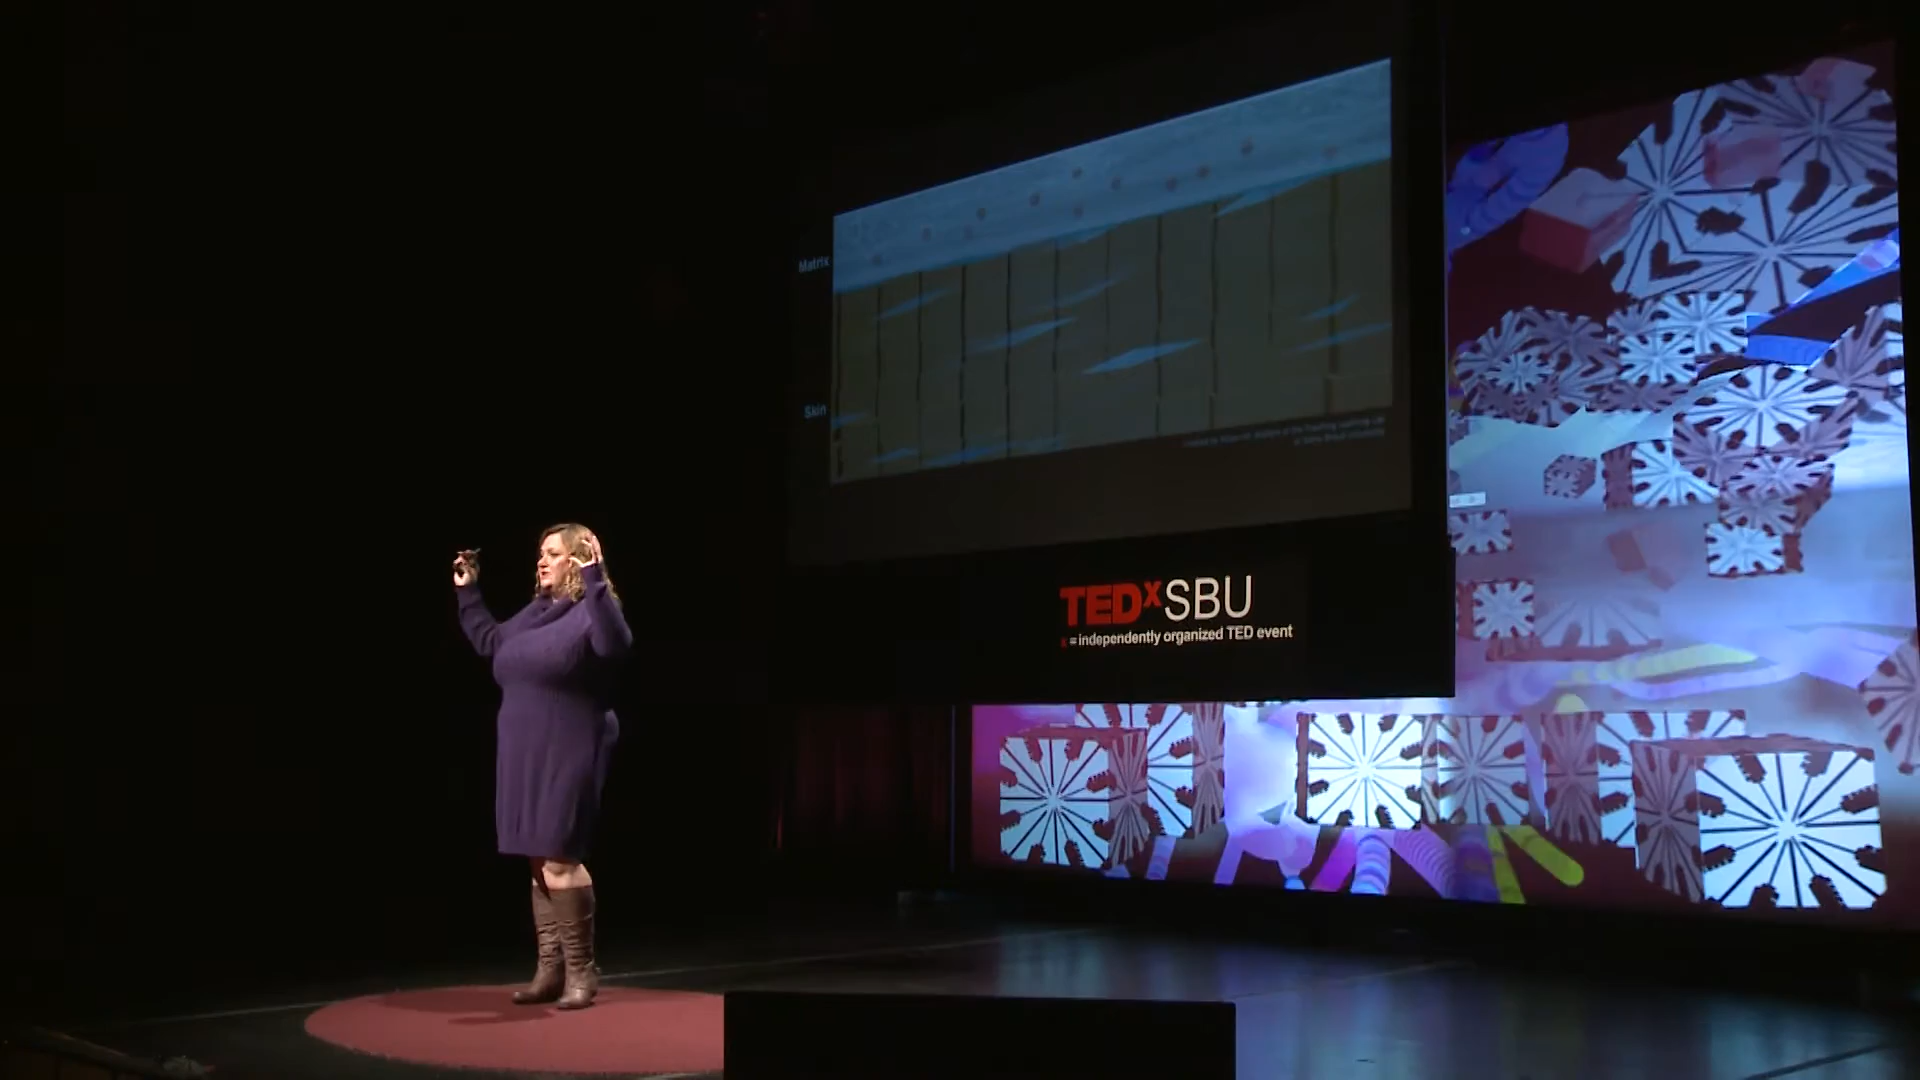 Matrix
Skin
TEDxSBU
x = independently organized TED event